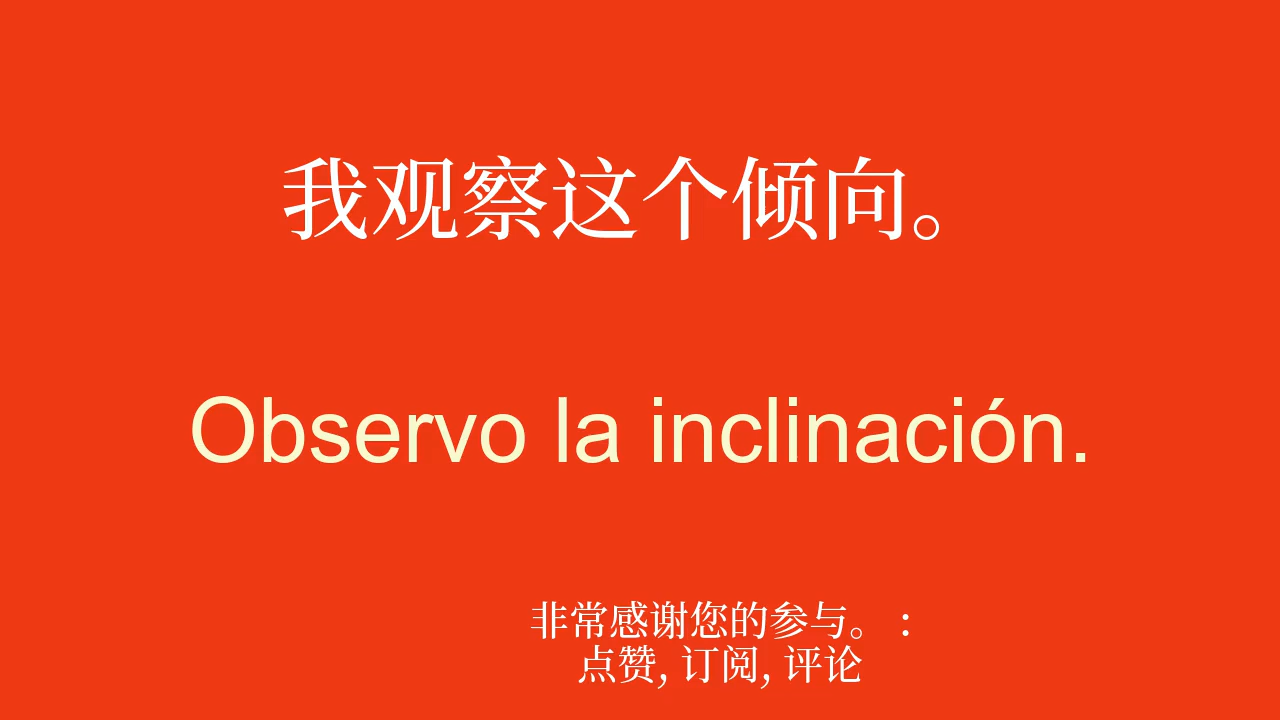 我观察这个倾向。
Observo la inclinación.
非常感谢您的参与。 :
点赞, 订阅, 评论